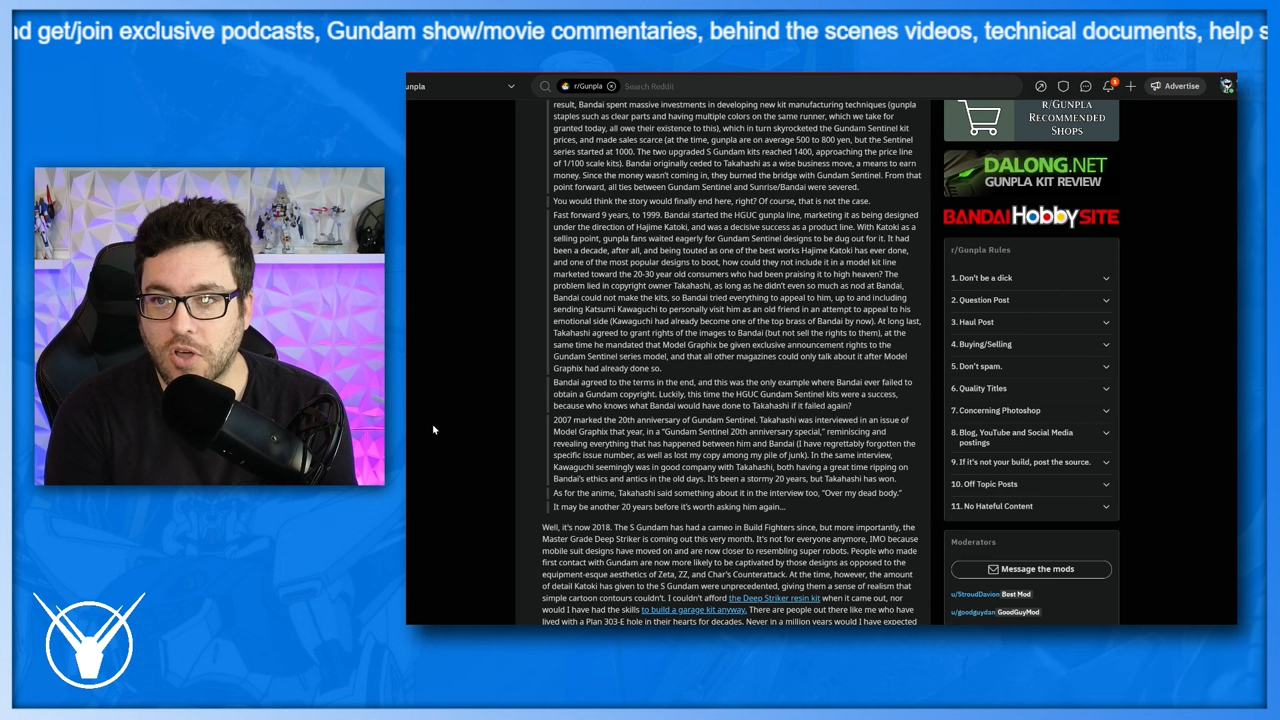 d get/join exclusive podcasts, Gundam show/movie commentaries, behind the scenes videos, technical documents, help s
unpla
r/Gunpla
Search Reddit
5
Advertise
result, Bandai spent massive investments in developing new kit manufacturing techniques (gunpla
staples such as clear parts and having multiple colors on the same runner, which we take for
granted today, all owe their existence to this), which in turn skyrocketed the Gundam Sentinel kit
prices, and made sales scarce (at the time, gunpla are on average 500 to 800 yen, but the Sentinel
series started at 1000. The two upgraded S Gundam kits reached 1400, approaching the price line
of 1/100 scale kits). Bandai originally ceded to Takahashi as a wise business move, a means to earn
money. Since the money wasn't coming in, they burned the bridge with Gundam Sentinel. From that
point forward, all ties between Gundam Sentinel and Sunrise/Bandai were severed.
You would think the story would finally end here, right? Of course, that is not the case.
Fast forward 9 years, to 1999. Bandai started the HGUC gunpla line, marketing it as being designed
under the direction of Hajime Katoki, and was a decisive success as a product line. With Katoki as a
selling point, gunpla fans waited eagerly for Gundam Sentinel designs to be dug out for it. It had
been a decade, after all, and being touted as one of the best works Hajime Katoki has ever done,
and one of the most popular designs to boot, how could they not include it in a model kit line
marketed toward the 20-30 year old consumers who had been praising it to high heaven? The
problem lied in copyright owner Takahashi, as long as he didn't even so much as nod at Bandai,
Bandai could not make the kits, so Bandai tried everything to appeal to him, up to and including
sending Katsumi Kawaguchi to personally visit him as an old friend in an attempt to appeal to his
emotional side (Kawaguchi had already become one of the top brass of Bandai by now). At long last,
Takahashi agreed to grant rights of the images to Bandai (but not sell the rights to them), at the
same time he mandated that Model Graphix be given exclusive announcement rights to the
Gundam Sentinel series model, and that all other magazines could only talk about it after Model
Graphix had already done so.
Bandai agreed to the terms in the end, and this was the only example where Bandai ever failed to
obtain a Gundam copyright. Luckily, this time the HGUC Gundam Sentinel kits were a success,
because who knows what Bandai would have done to Takahashi if it failed again?
2007 marked the 20th anniversary of Gundam Sentinel. Takahashi was interviewed in an issue of
Model Graphix that year, in a "Gundam Sentinel 20th anniversary special," reminiscing and
revealing everything that has happened between him and Bandai (I have regrettably forgotten the
specific issue number, as well as lost my copy among my pile of junk). In the same interview,
Kawaguchi seemingly was in good company with Takahashi, both having a great time ripping on
Bandai's ethics and antics in the old days. It's been a stormy 20 years, but Takahashi has won.
As for the anime, Takahashi said something about it in the interview too, "Over my dead body."
It may be another 20 years before it's worth asking him again...
Well, it's now 2018. The S Gundam has had a cameo in Build Fighters since, but more importantly, the
Master Grade Deep Striker is coming out this very month. It's not for everyone anymore, IMO because
mobile suit designs have moved on and are now closer to resembling super robots. People who made
first contact with Gundam are now more likely to be captivated by those designs as opposed to the
equipment-esque aesthetics of Zeta, ZZ, and Char's Counterattack. At the time, however, the amount
of detail Katoki has given to the S Gundam were unprecedented, giving them a sense of realism that
simple cartoon contours couldn't. I couldn't afford the Deep Striker resin kit when it came out, nor
would I have had the skills to build a garage kit anyway. There are people out there like me who have
lived with a Plan 303-E hole in their hearts for decades. Never in a million years would I have expected
R/GUNPLA
RECOMMENDED
SHOPS
DALONG.NET
GUNPLA KIT REVIEW
BANDAI HobbySITE
r/Gunpla Rules
1. Don't be a dick
2. Question Post
3. Haul Post
4. Buying/Selling
5. Don't spam.
6. Quality Titles
7. Concerning Photoshop
8. Blog, YouTube and Social Media
postings
9. If it's not your build, post the source.
10. Off Topic Posts
11. No Hateful Content
Moderators
Message the mods
u/StroudDavion Best Mod
u/goodguydan GoodGuyMod